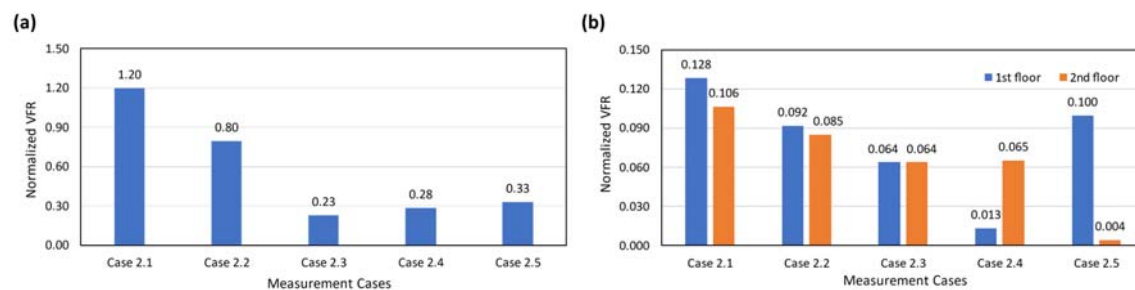 (a)
1.50
1.20
0.90
0.60
0.30
0.00
Normalized VFR
1.20
0.80
0.23
0.28
0.33
Case 2.1 Case 2.2 Case 2.3 Case 2.4 Case 2.5
Measurement Cases
(b)
0.150
0.120
0.090
0.060
0.030
0.000
Normalized VFR
1st floor 2nd floor
0.128
0.106
0.092
0.085
0.064 0.064
0.013
0.065
0.100
0.004
Case 2.1 Case 2.2 Case 2.3 Case 2.4 Case 2.5
Measurement Cases